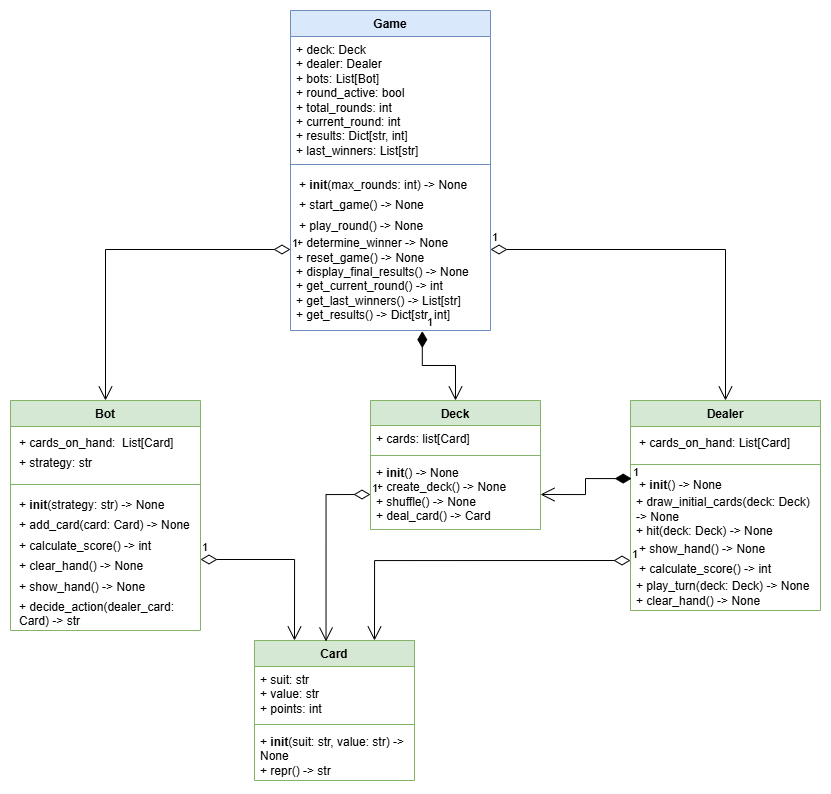 Game
+ deck: Deck
+ dealer: Dealer
+ bots: List[Bot]
+ round_active: bool
+ total_rounds: int
+ current_round: int
+ results: Dict[str, int]
+ last_winners: List[str]
+ init(max_rounds: int) -> None
+ start_game() -> None
+ play_round() -> None
+ determine_winner -> None
+ reset_game() -> None
+ display_final_results() -> None
+ get_current_round() -> int
+ get_last_winners() -> List[str]
+ get_results() -> Dict[str, int]
1
1
1
Bot
+ cards_on_hand:  List[Card]
+ strategy: str
+ init(strategy: str) -> None
+ add_card(card: Card) -> None
+ calculate_score() -> int
+ clear_hand() -> None
+ show_hand() -> None
+ decide_action(dealer_card:
Card) -> str
1
Deck
+ cards: list[Card]
+ init() -> None
+ create_deck() -> None
+ shuffle() -> None
+ deal_card() -> Card
1
Dealer
+ cards_on_hand: List[Card]
+ init() -> None
+ draw_initial_cards(deck: Deck)
-> None
+ hit(deck: Deck) -> None
+ show_hand() -> None
+ calculate_score() -> int
+ play_turn(deck: Deck) -> None
+ clear_hand() -> None
1
1
Card
+ suit: str
+ value: str
+ points: int
+ init(suit: str, value: str) ->
None
+ repr() -> str